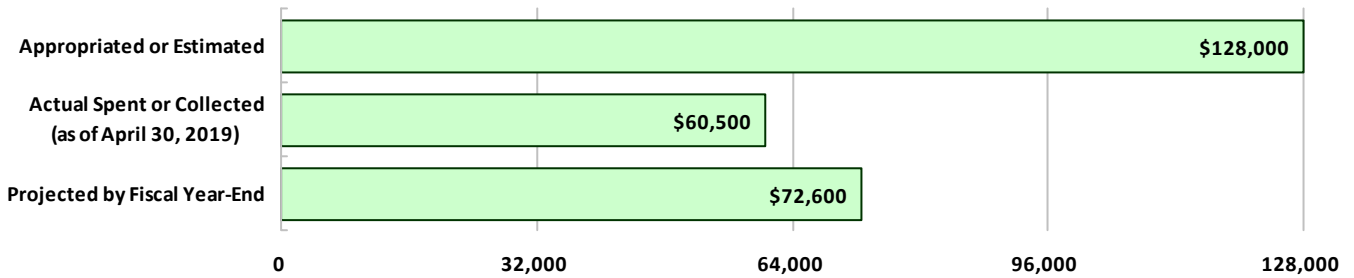 Appropriated or Estimated
$128,000
Actual Spent or Collected
(as of April 30, 2019)
$60,500
Projected by Fiscal Year-End
$72,600
0 32,000 64,000 96,000 128,000